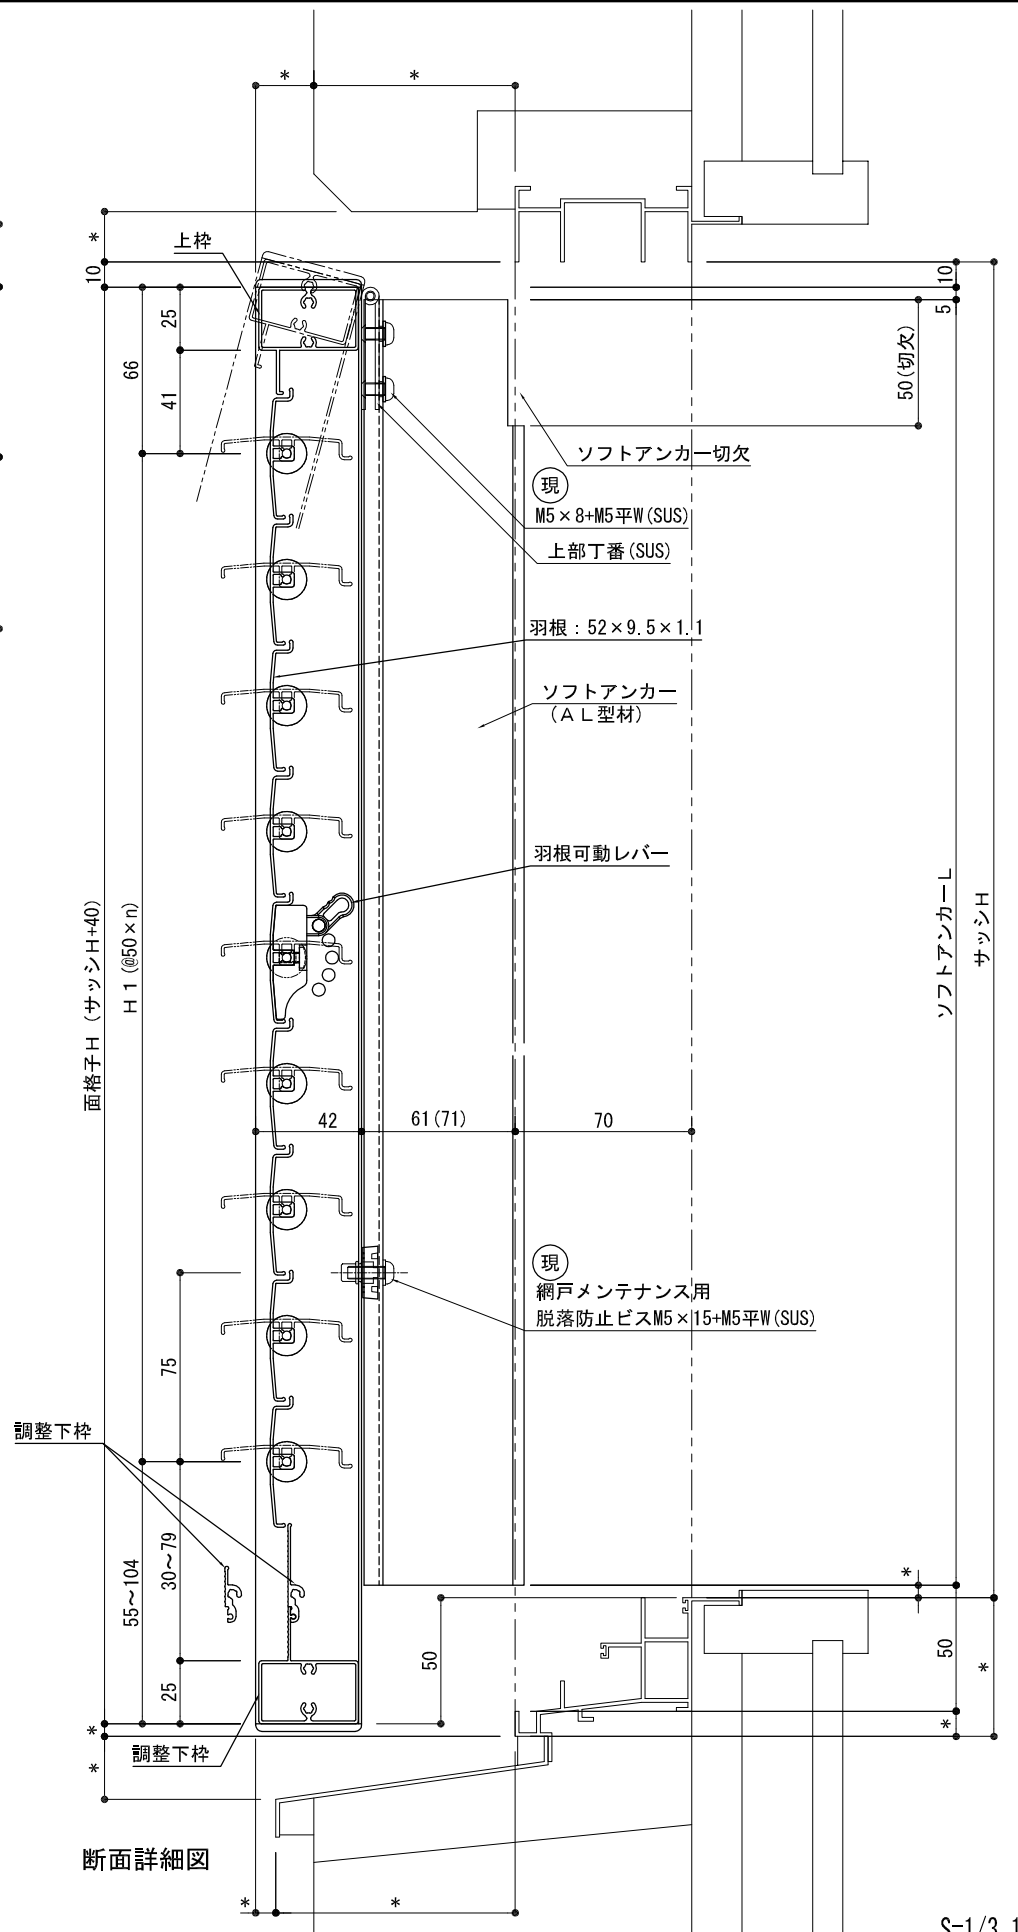 *
*
*
10
上枠
25
66
41
10
5
50(切欠)
ソフトアンカー切欠
現
M5×8+M5平W(SUS)
上部丁番(SUS)
羽根：52×9.5×1.1
ソフトアンカー
（ＡＬ型材）
羽根可動レバー
面格子H (サッシH+40)
H1(@50×n)
ソフトアンカーL
サッシH
42
61(71)
70
現
網戸メンテナンス用
脱落防止ビスM5×15+M5平W(SUS)
75
調整下枠
30～79
55～104
*
50
50
*
25
*
*
*
調整下枠
断面詳細図
*
*